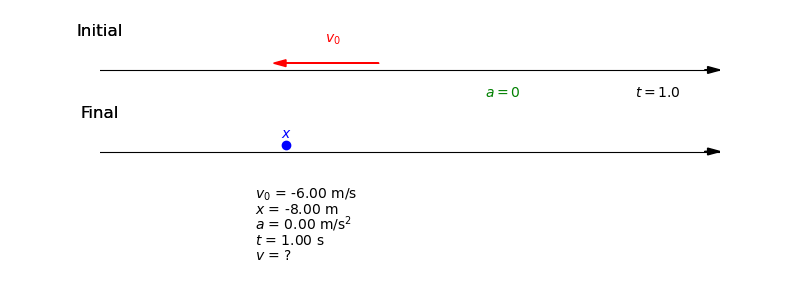 Initial
v₀
a = 0
t = 1.0
Final
x
v₀ = -6.00 m/s
x = -8.00 m
a = 0.00 m/s²
t = 1.00 s
v = ?